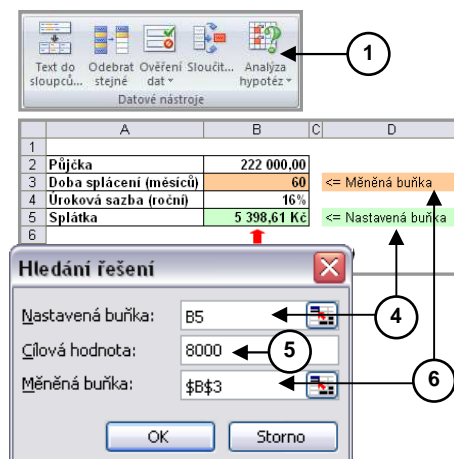 1
Text do sloupců...
Odebrat stejné
Ověření dat
Sloučit...
Analýza hypotéz
Datové nástroje
A B C D
1
2 Půjčka 222 000,00
3 Doba splácení (měsíců) 60 <= Měněná buňka
4 Úroková sazba (roční) 16%
5 Splátka 5 398,61 Kč <= Nastavená buňka
6
Hledání řešení
Nastavená buňka: B5
4
Cílová hodnota: 8000
5
Měněná buňka: $B$3
6
OK Storno